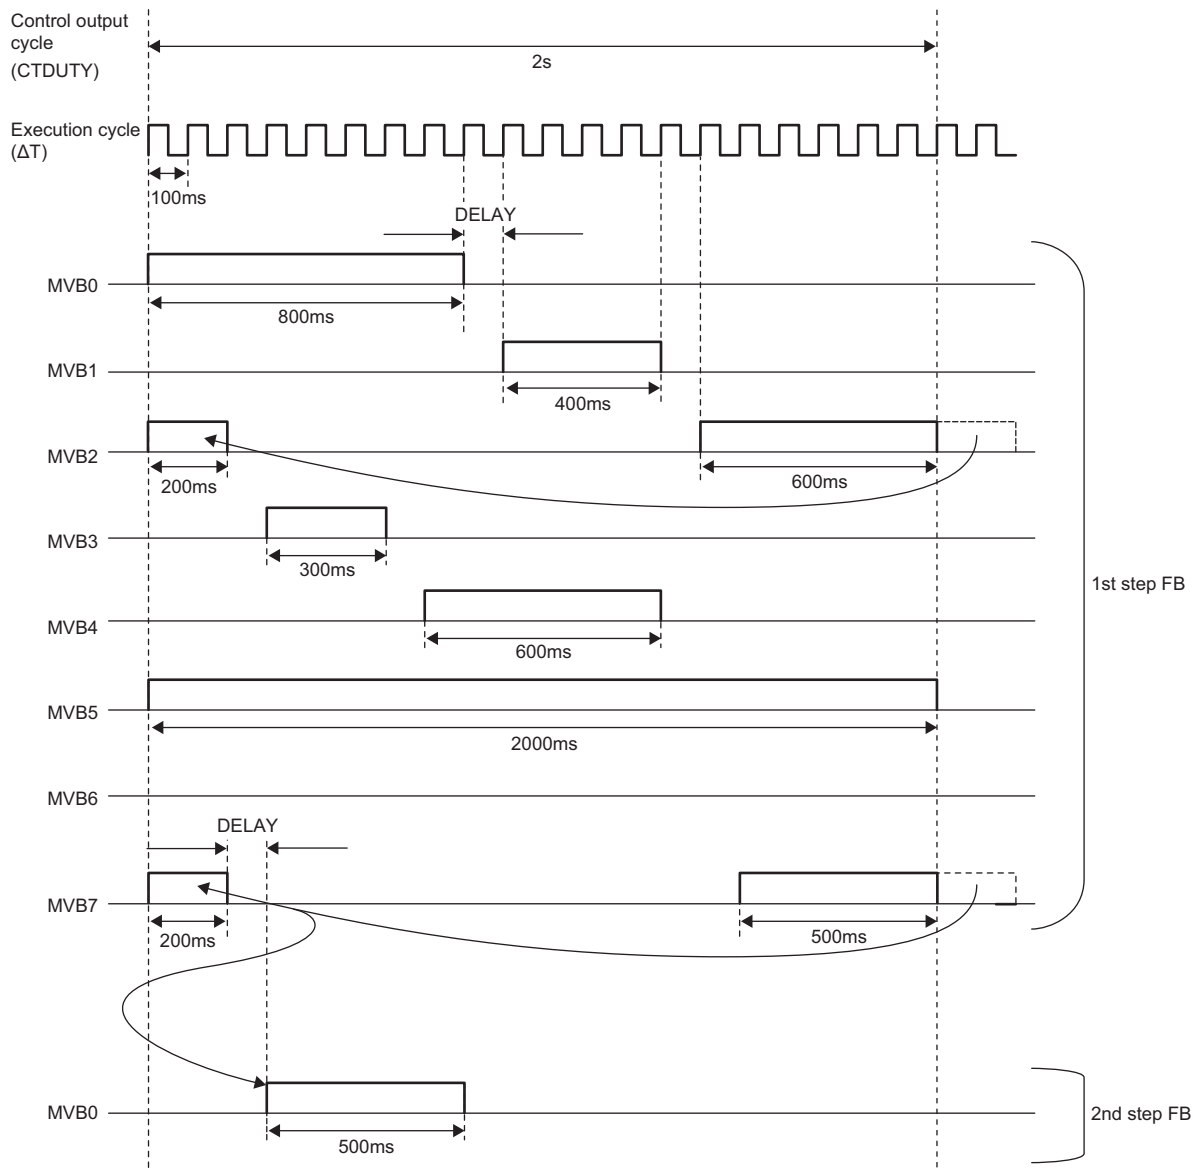 Control output
cycle
(CTDUTY)
2s
Execution cycle
(ΔT)
100ms
DELAY
MVB0
800ms
MVB1
400ms
MVB2
200ms
600ms
MVB3
300ms
1st step FB
MVB4
600ms
MVB5
2000ms
MVB6
DELAY
MVB7
200ms
500ms
MVB0
2nd step FB
500ms